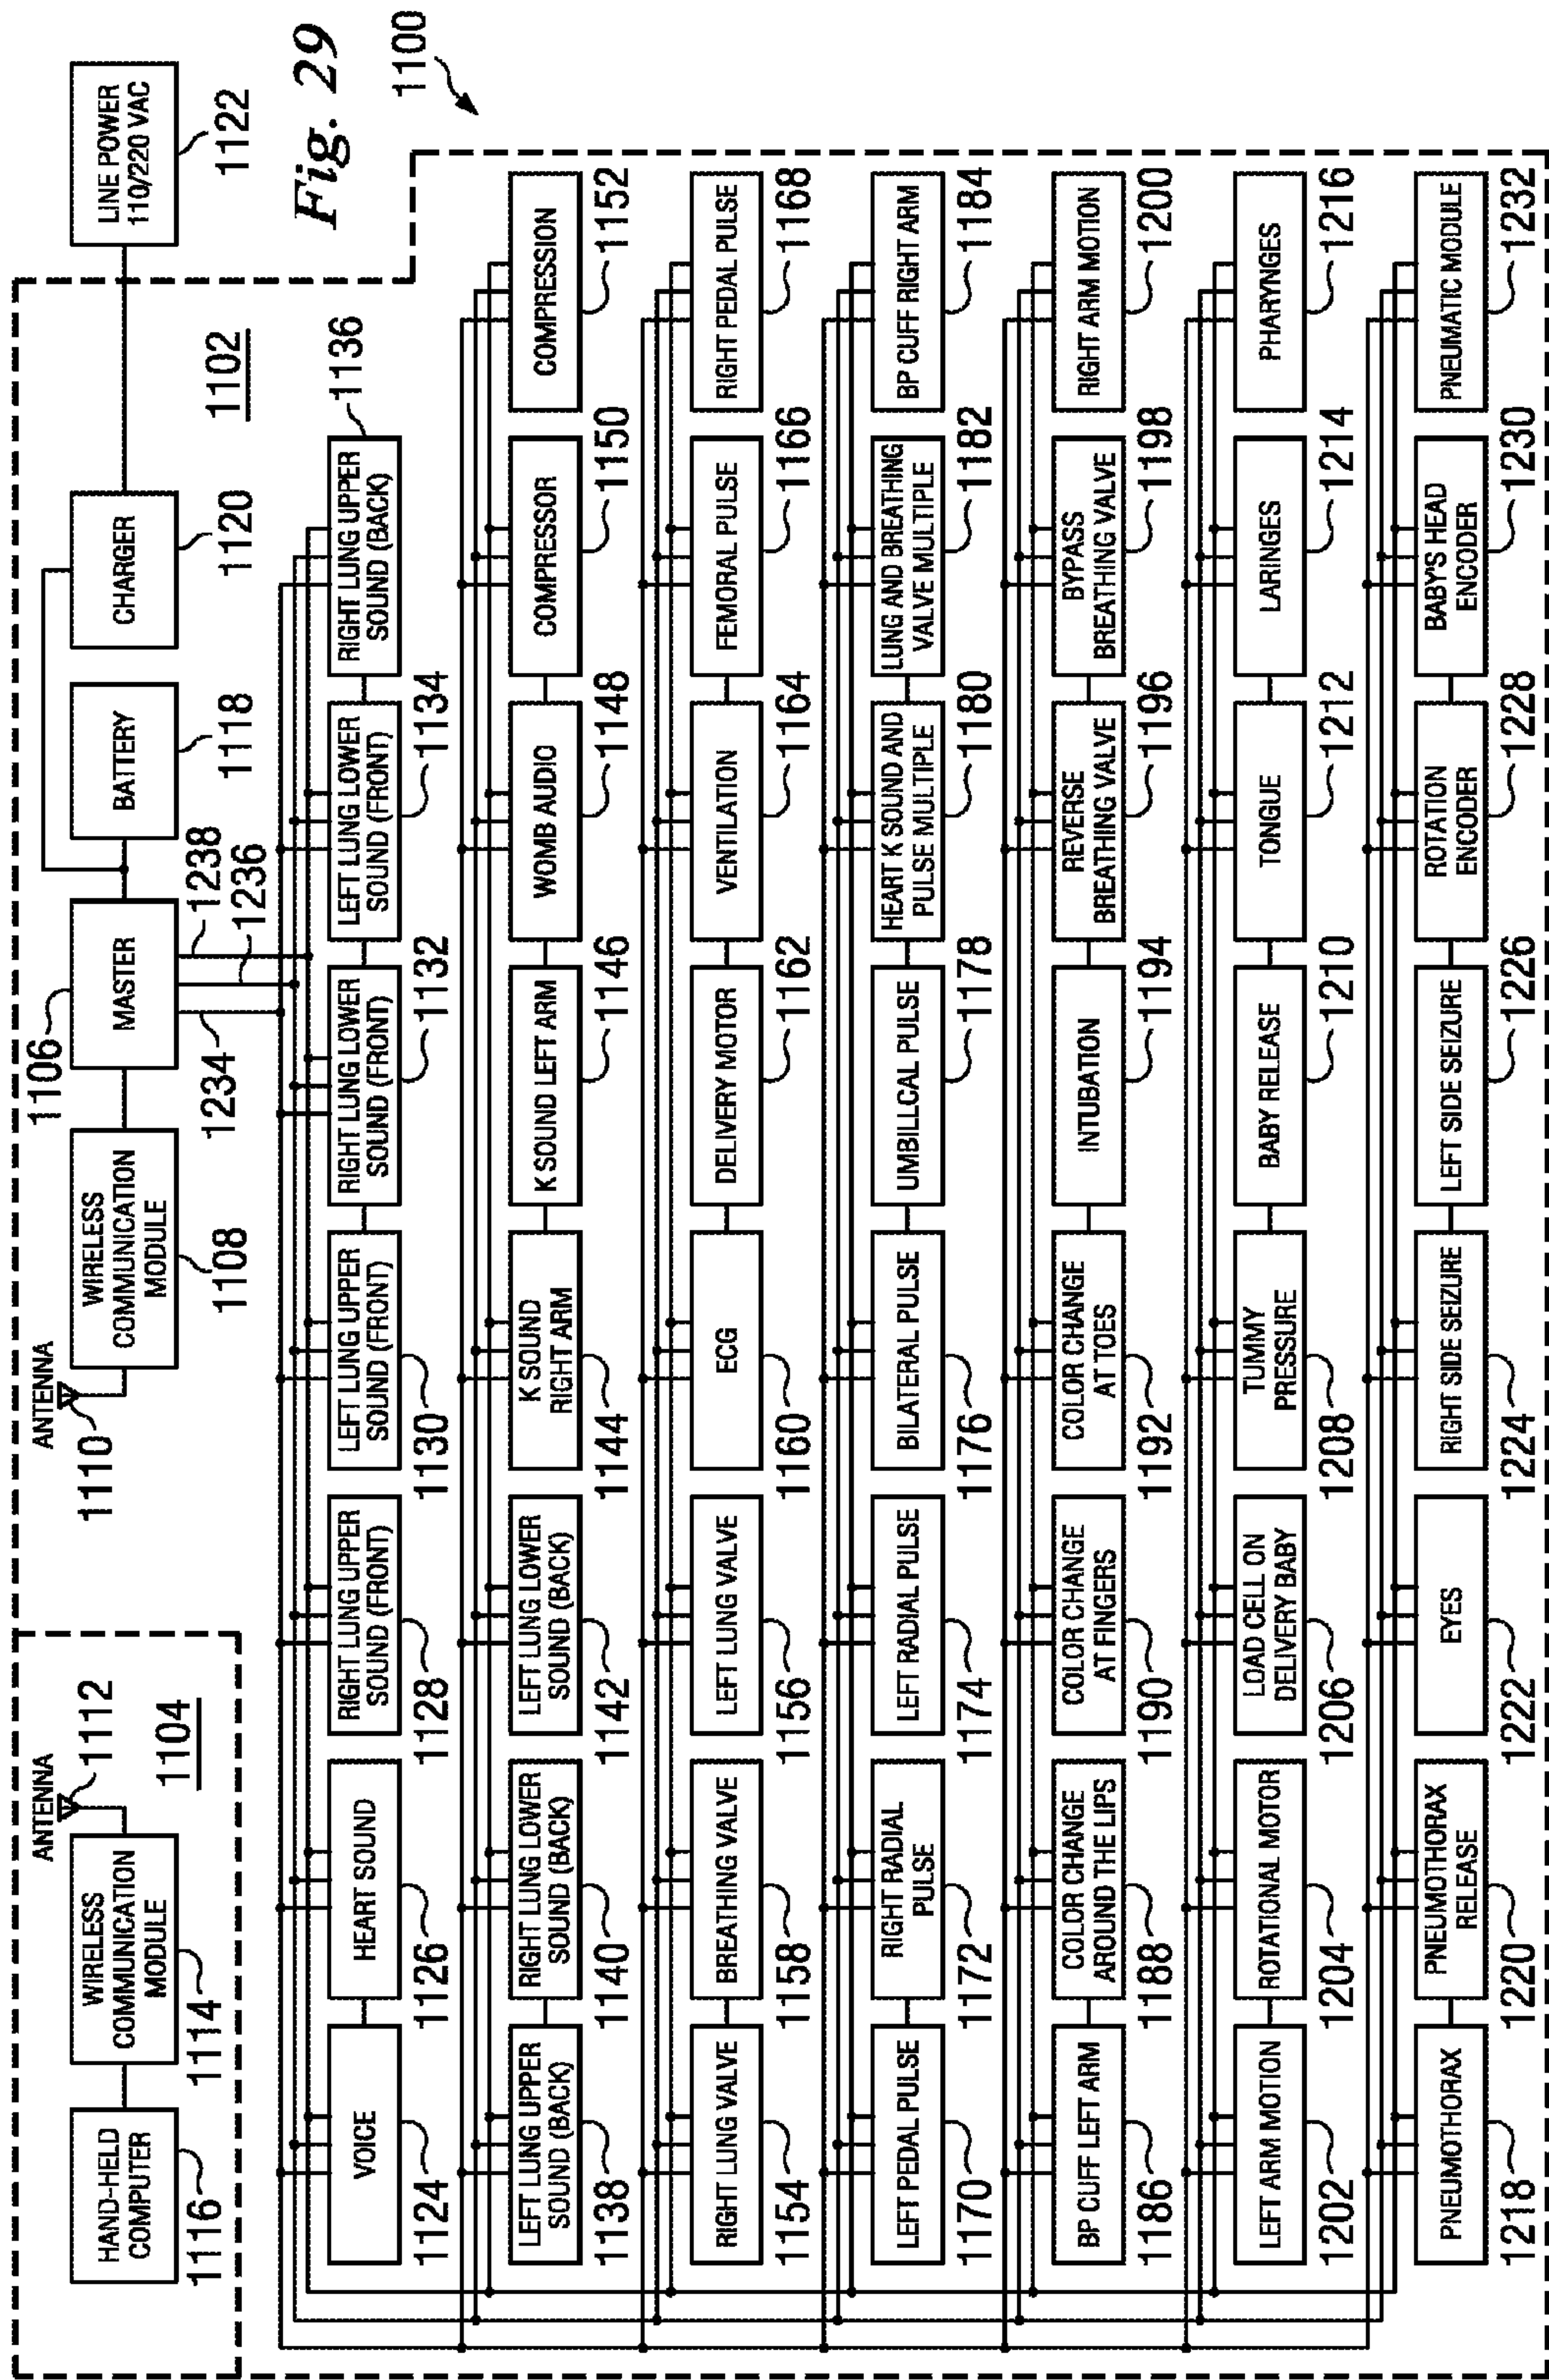 HAND-HELD
COMPUTER
1116
WIRELESS
COMMUNICATION
MODULE
1114
ANTENNA
1112
1104
ANTENNA
1110
WIRELESS
COMMUNICATION
MODULE
1108
MASTER
1106
BATTERY
1118
CHARGER
1120
LINE POWER
110/220 VAC
1122
1234
1236
1238
1102
Fig. 29
1100
VOICE
1124
HEART SOUND
1126
RIGHT LUNG UPPER
SOUND (FRONT)
1128
LEFT LUNG UPPER
SOUND (FRONT)
1130
RIGHT LUNG LOWER
SOUND (FRONT)
1132
LEFT LUNG LOWER
SOUND (FRONT)
1134
RIGHT LUNG UPPER
SOUND (BACK)
1136
LEFT LUNG UPPER
SOUND (BACK)
1138
RIGHT LUNG LOWER
SOUND (BACK)
1140
LEFT LUNG LOWER
SOUND (BACK)
1142
K SOUND
RIGHT ARM
1144
K SOUND LEFT ARM
1146
WOMB AUDIO
1148
COMPRESSOR
1150
COMPRESSION
1152
RIGHT LUNG VALVE
1154
BREATHING VALVE
1158
LEFT LUNG VALVE
1156
ECG
1160
DELIVERY MOTOR
1162
VENTILATION
1164
FEMORAL PULSE
1166
RIGHT PEDAL PULSE
1168
LEFT PEDAL PULSE
1170
RIGHT RADIAL
PULSE
1172
LEFT RADIAL PULSE
1174
BILATERAL PULSE
1176
UMBILLCAL PULSE
1178
HEART K SOUND AND
PULSE MULTIPLE
1180
LUNG AND BREATHING
VALVE MULTIPLE
1182
BP CUFF RIGHT ARM
1184
BP CUFF LEFT ARM
1186
COLOR CHANGE
AROUND THE LIPS
1188
COLOR CHANGE
AT FINGERS
1190
COLOR CHANGE
AT TOES
1192
INTUBATION
1194
REVERSE
BREATHING VALVE
1196
BYPASS
BREATHING VALVE
1198
RIGHT ARM MOTION
1200
LEFT ARM MOTION
1202
ROTATIONAL MOTOR
1204
LOAD CELL ON
DELIVERY BABY
1206
TUMMY
PRESSURE
1208
BABY RELEASE
1210
TONGUE
1212
LARINGES
1214
PHARYNGES
1216
PNEUMOTHORAX
1218
PNEUMOTHORAX
RELEASE
1220
EYES
1222
RIGHT SIDE SEIZURE
1224
LEFT SIDE SEIZURE
1226
ROTATION
ENCODER
1228
BABY'S HEAD
ENCODER
1230
PNEUMATIC MODULE
1232